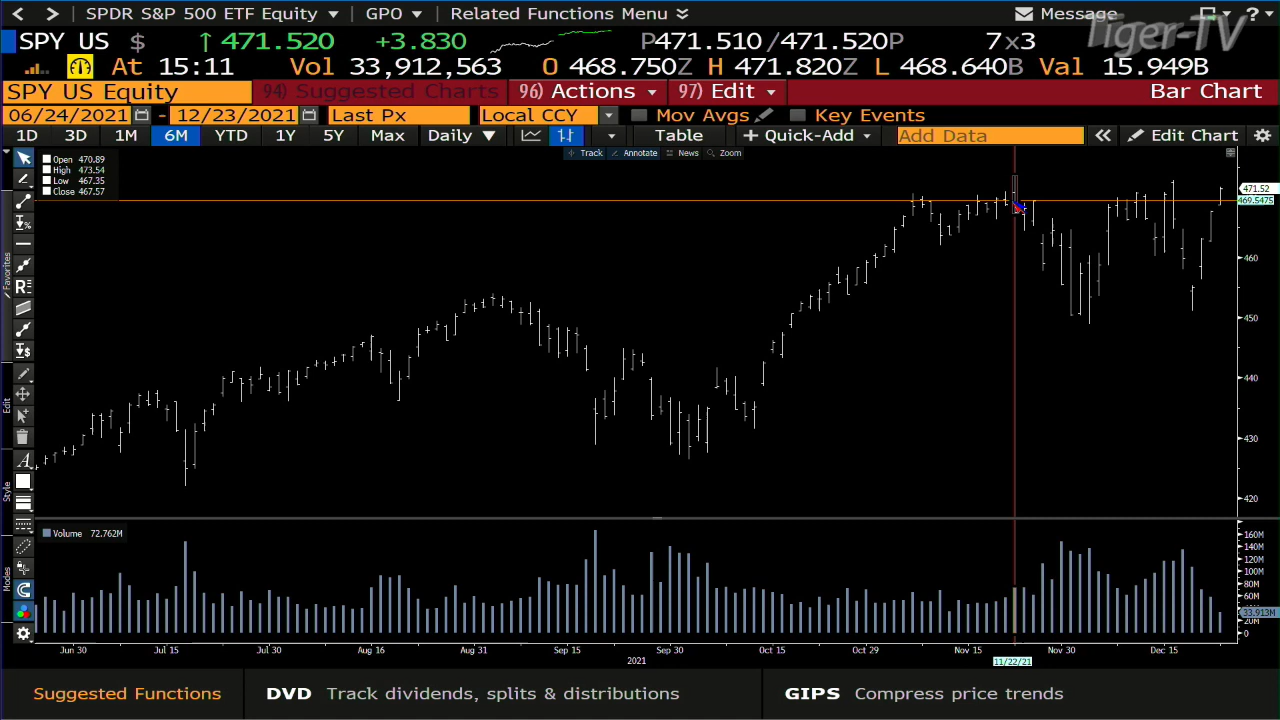 SPDR S&P 500 ETF Equity GPO Related Functions Menu Message ?
Tiger-TV
SPY US $ ↑ 471.520 +3.830 P471.510 / 471.520P 7x3
At 15:11 Vol 33,912,563 O 468.750Z H 471.820Z L 468.640B Val 15.949B
SPY US Equity 94) Suggested Charts 96) Actions 97) Edit Bar Chart
06/24/2021 - 12/23/2021 Last Px Local CCY Mov Avgs Key Events
1D 3D 1M 6M YTD 1Y 5Y Max Daily Table + Quick-Add Add Data Edit Chart
Track Annotate News Zoom
Open 470.89
High 473.54
Low 467.35
Close 467.57
471.52
469.5475
460
450
440
430
420
Favorites
Edit
Style
Modes
Volume 72.762M
160M
140M
120M
100M
80M
60M
33.913M
20M
0
Jun 30 Jul 15 Jul 30 Aug 16 Aug 31 Sep 15 Sep 30 Oct 15 Oct 29 Nov 15 Nov 30 Dec 15
2021 11/22/21
Suggested Functions DVD Track dividends, splits & distributions GIPS Compress price trends